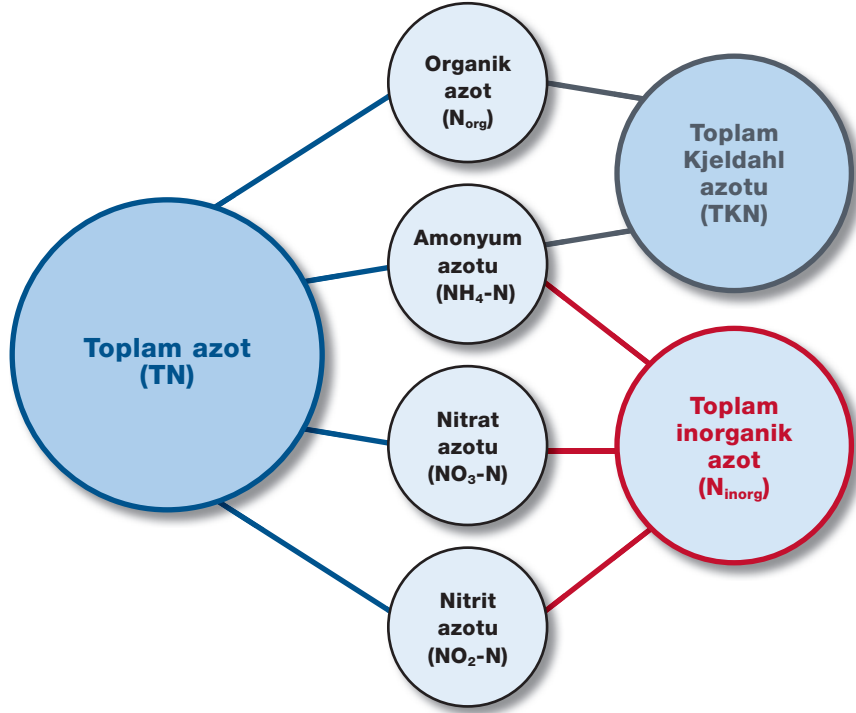 Organik
azot
(Norg)
Toplam
Kjeldahl
azotu
(TKN)
Amonyum
azotu
(NH₄-N)
Toplam azot
(TN)
Nitrat
azotu
(NO₃-N)
Toplam
inorganik
azot
(Ninorg)
Nitrit
azotu
(NO₂-N)